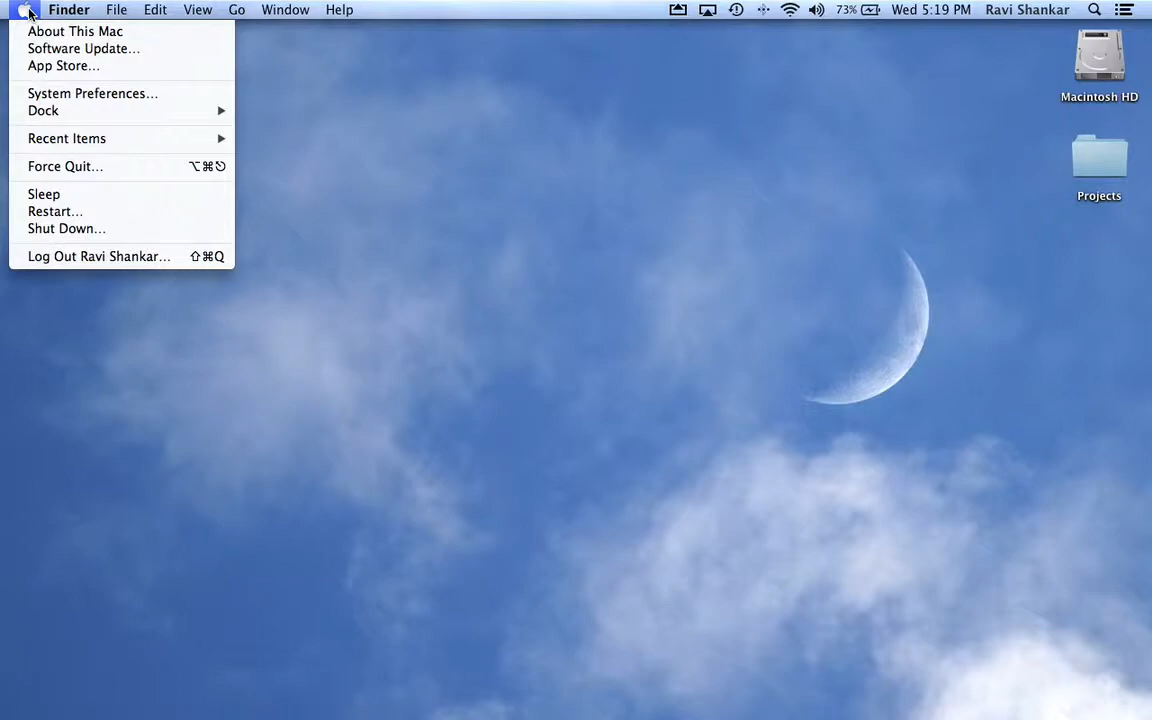 Finder File Edit View Go Window Help 73% Wed 5:19 PM Ravi Shankar
About This Mac
Software Update...
App Store...
System Preferences...
Dock
Recent Items
Force Quit... ⌥⌘⎋
Sleep
Restart...
Shut Down...
Log Out Ravi Shankar... ⇧⌘Q
Macintosh HD
Projects